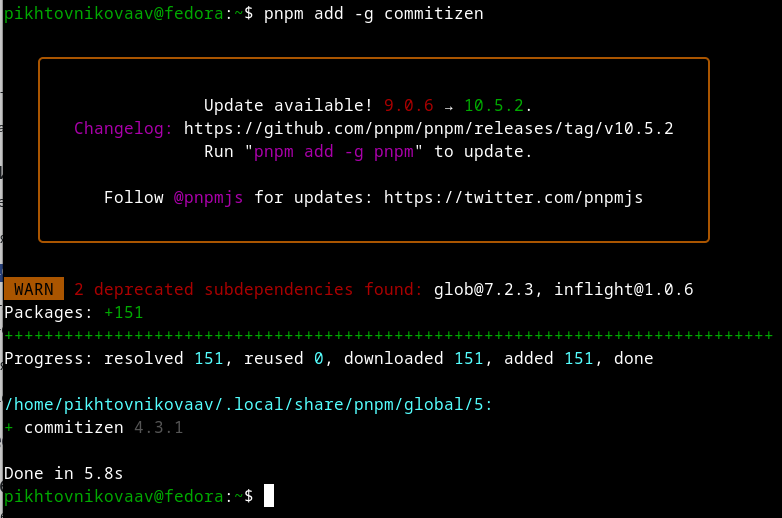 pikhtovnikovaav@fedora:~$ pnpm add -g commitizen
Update available! 9.0.6 → 10.5.2.
Changelog: https://github.com/pnpm/pnpm/releases/tag/v10.5.2
Run "pnpm add -g pnpm" to update.
Follow @pnpmjs for updates: https://twitter.com/pnpmjs
WARN 2 deprecated subdependencies found: glob@7.2.3, inflight@1.0.6
Packages: +151
+++++++++++++++++++++++++++++++++++++++++++++++++++++++++++++++++++++++++++++
Progress: resolved 151, reused 0, downloaded 151, added 151, done
/home/pikhtovnikovaav/.local/share/pnpm/global/5:
+ commitizen 4.3.1
Done in 5.8s
pikhtovnikovaav@fedora:~$